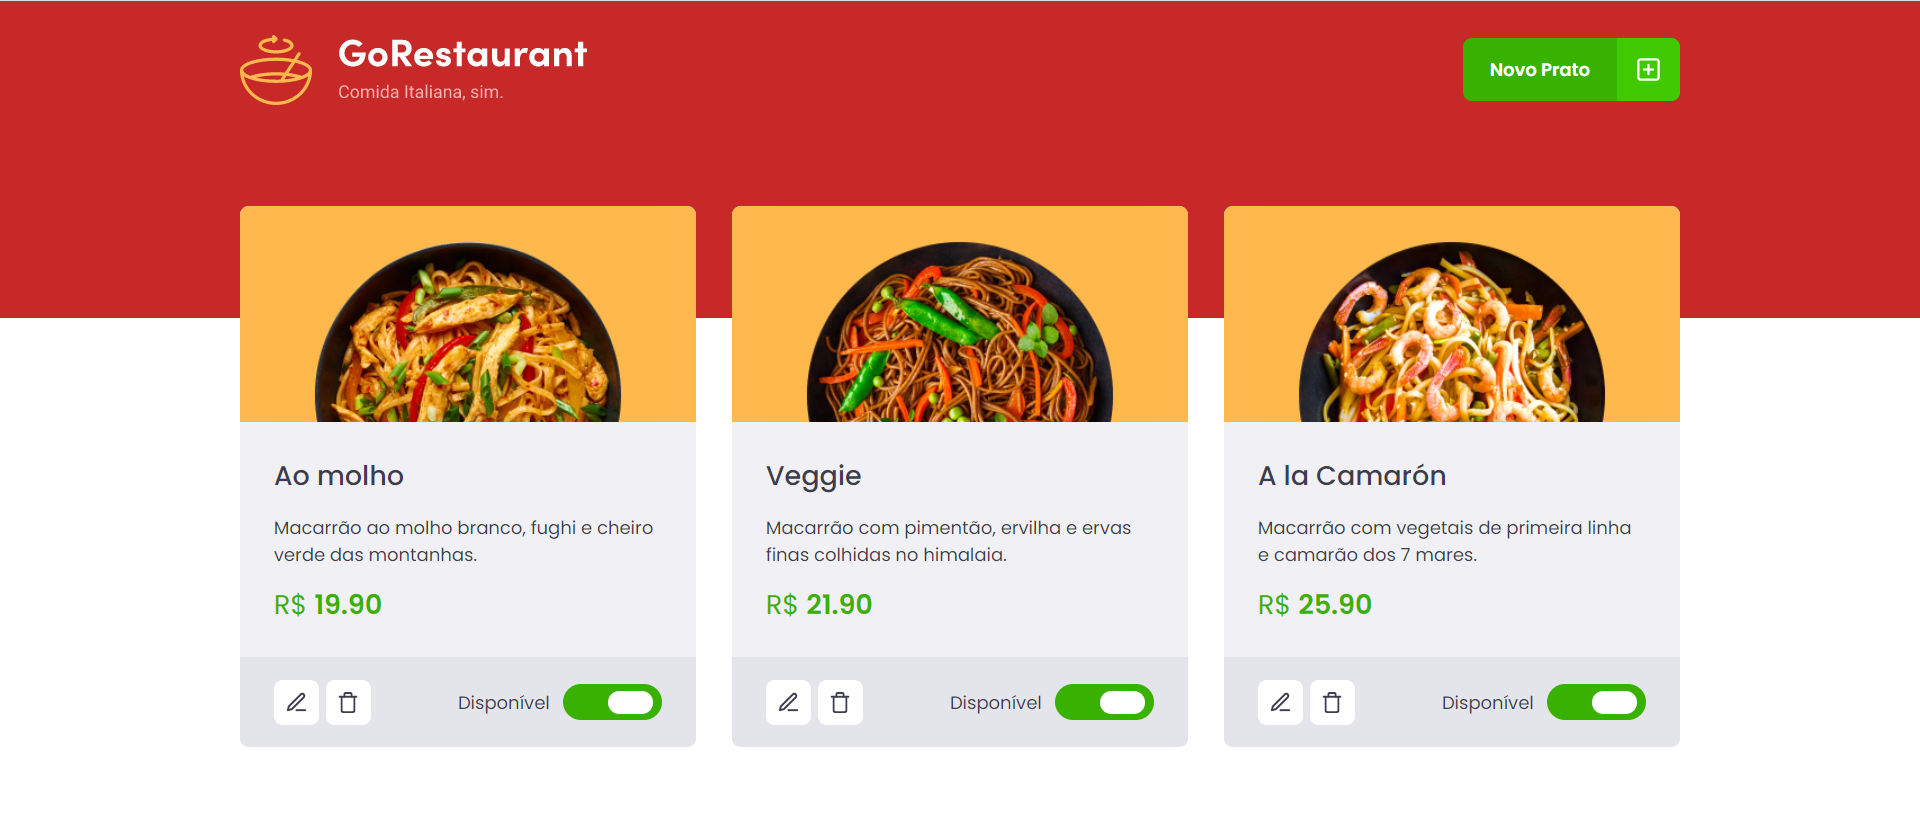 GoRestaurant
Comida Italiana, sim.
Novo Prato
Ao molho
Macarrão ao molho branco, fughi e cheiro
verde das montanhas.
R$ 19.90
Disponível
Veggie
Macarrão com pimentão, ervilha e ervas
finas colhidas no himalaia.
R$ 21.90
Disponível
A la Camarón
Macarrão com vegetais de primeira linha
e camarão dos 7 mares.
R$ 25.90
Disponível